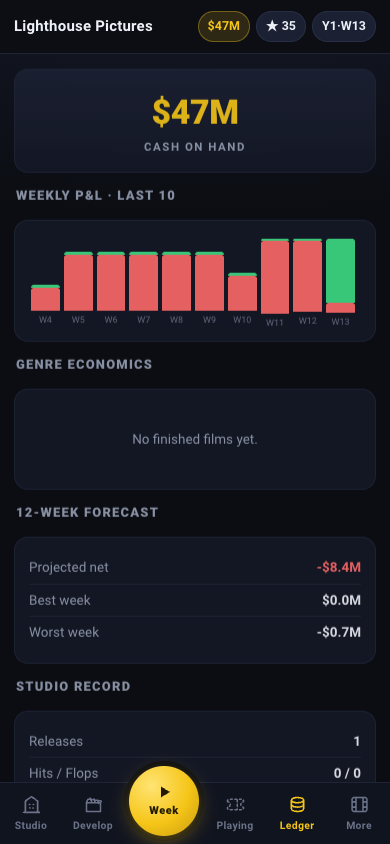 Lighthouse Pictures
$47M
★ 35
Y1·W13
$47M
CASH ON HAND
WEEKLY P&L · LAST 10
W4 W5 W6 W7 W8 W9 W10 W11 W12 W13
GENRE ECONOMICS
No finished films yet.
12-WEEK FORECAST
Projected net -$8.4M
Best week $0.0M
Worst week -$0.7M
STUDIO RECORD
Releases 1
Hits / Flops 0 / 0
Studio Develop Week Playing Ledger More